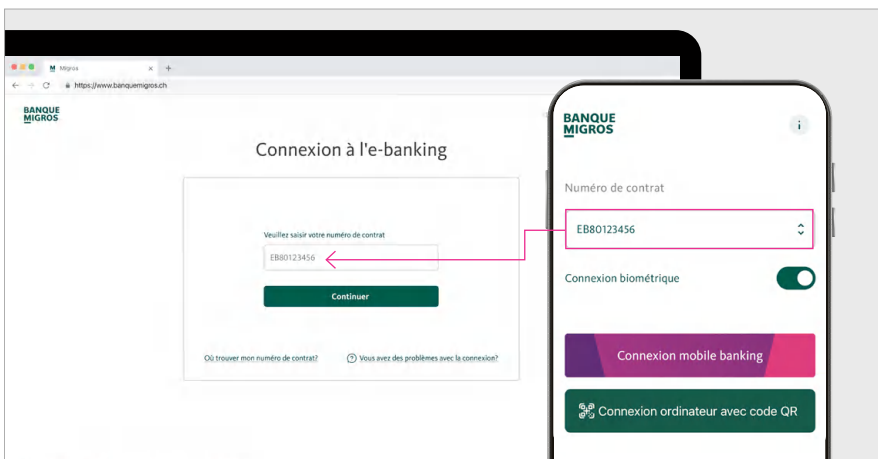 M Migros × +
https://www.banquemigros.ch
BANQUE
MIGROS
Connexion à l'e-banking
Veuillez saisir votre numéro de contrat
EB80123456
Continuer
Où trouver mon numéro de contrat?
? Vous avez des problèmes avec la connexion?
BANQUE
MIGROS
i
Numéro de contrat
EB80123456
Connexion biométrique
Connexion mobile banking
Connexion ordinateur avec code QR